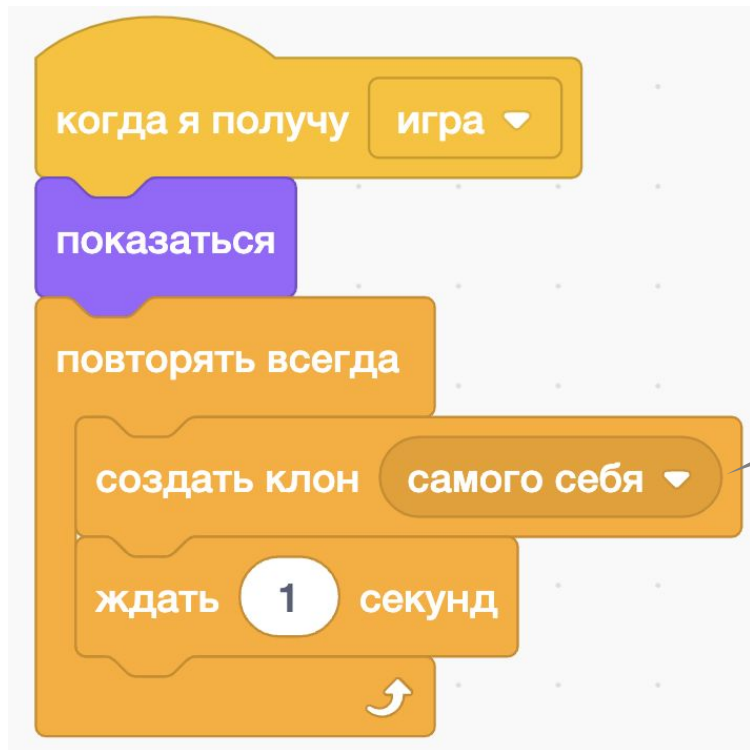 когда я получу игра
показаться
повторять всегда
создать клон самого себя
ждать 1 секунд